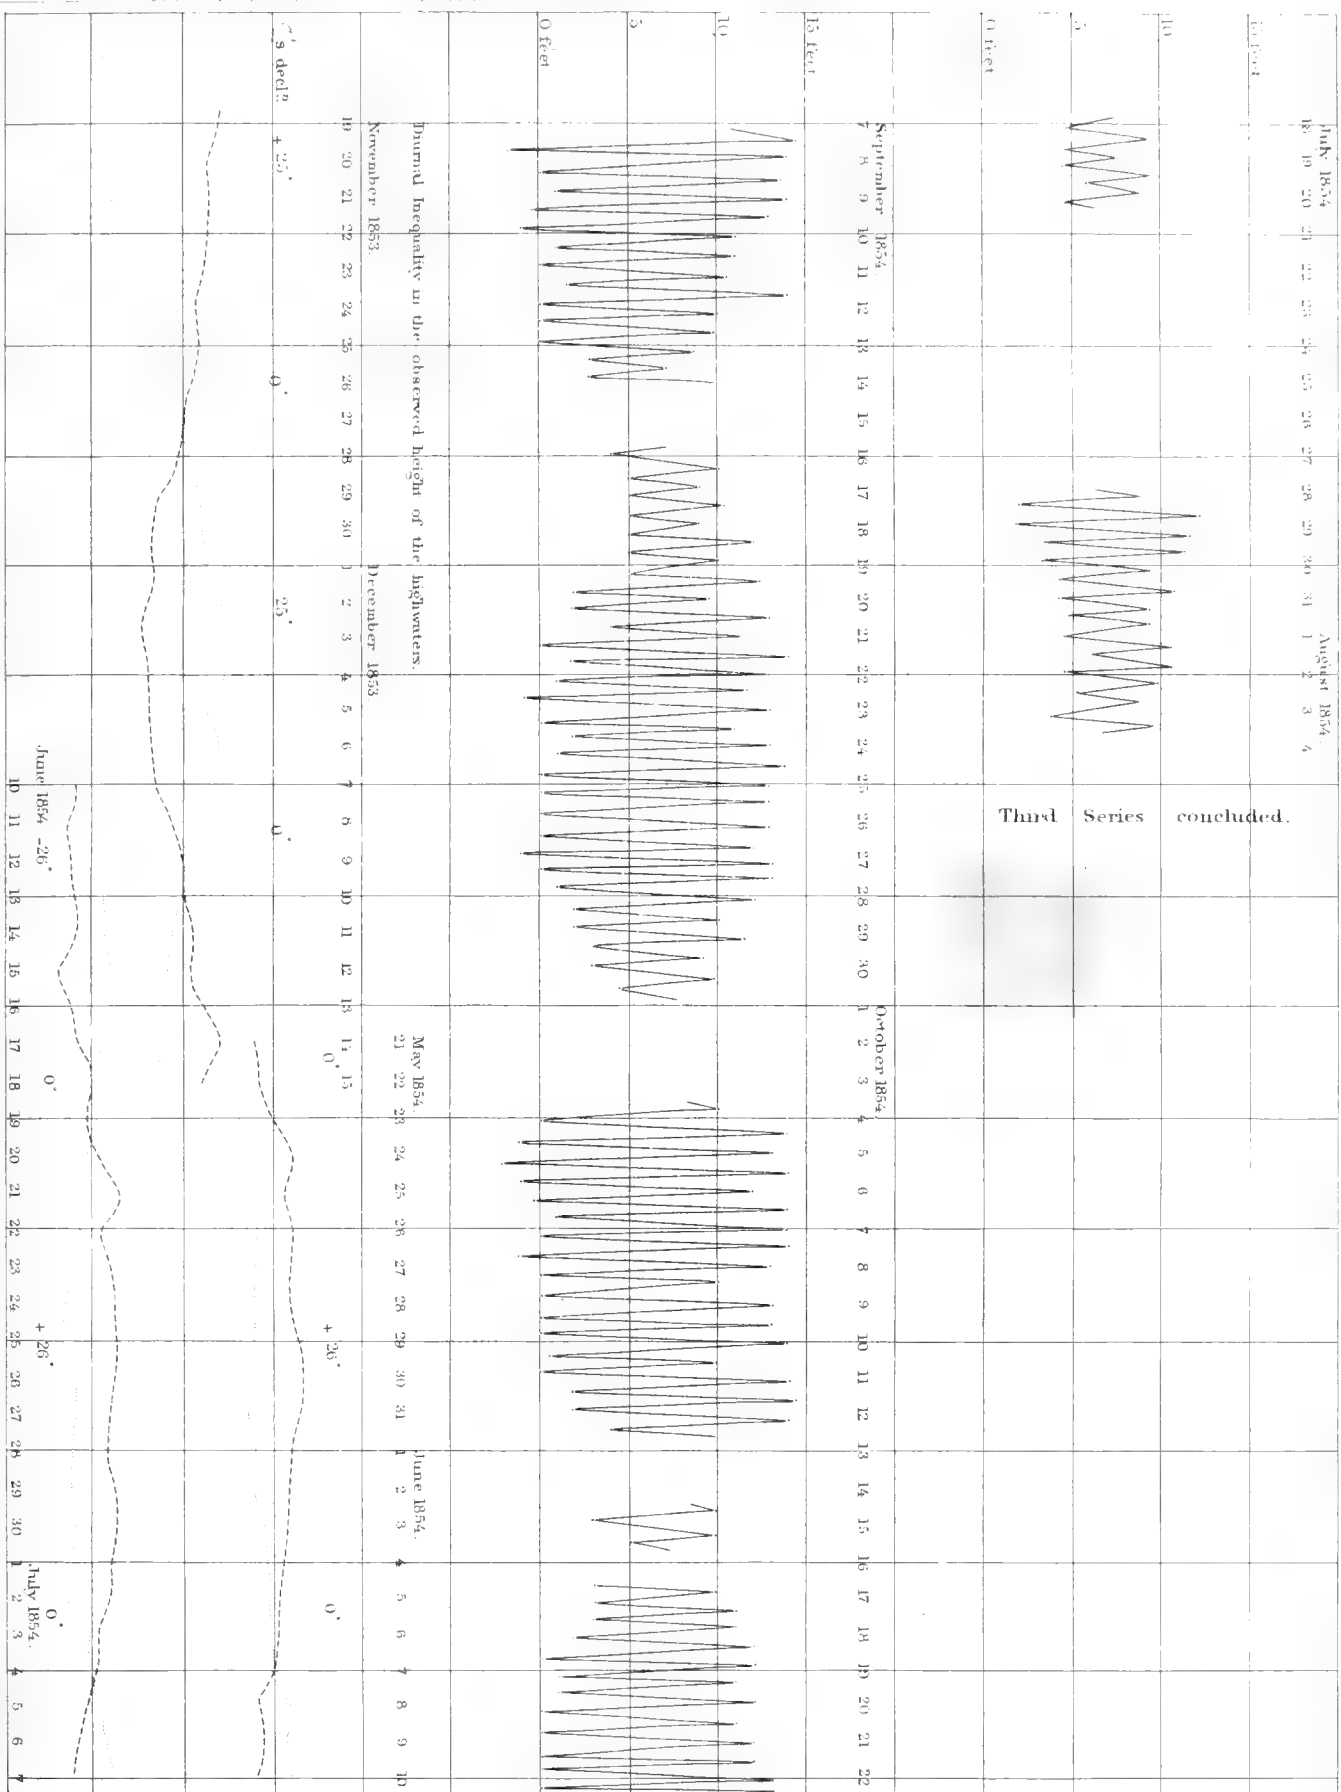 July 1854
August 1854.
18 19 20 21 22 23 24 25 26 27 28 29 30 31 1 2 3 4
15 feet
10
5
0 feet
Third Series concluded.
September 1854
October 1854.
7 8 9 10 11 12 13 14 15 16 17 18 19 20 21 22 23 24 25 26 27 28 29 30 1 2 3 4 5 6 7 8 9 10 11 12 13 14 15 16 17 18 19 20 21 22
15 feet
10
5
0 feet
Diurnal Inequality in the observed height of the highwaters.
May 1854.
June 1854.
21 22 23 24 25 26 27 28 29 30 31 1 2 3 4 5 6 7 8 9 10
November 1853.
December 1853.
19 20 21 22 23 24 25 26 27 28 29 30 1 2 3 4 5 6 7 8 9 10 11 12 13 14 15
0° + 26° 0°
's decln + 25° 0° 25° 0°
June 1854 -26° 0° + 26° 0°
July 1854.
10 11 12 13 14 15 16 17 18 19 20 21 22 23 24 25 26 27 28 29 30 1 2 3 4 5 6 7